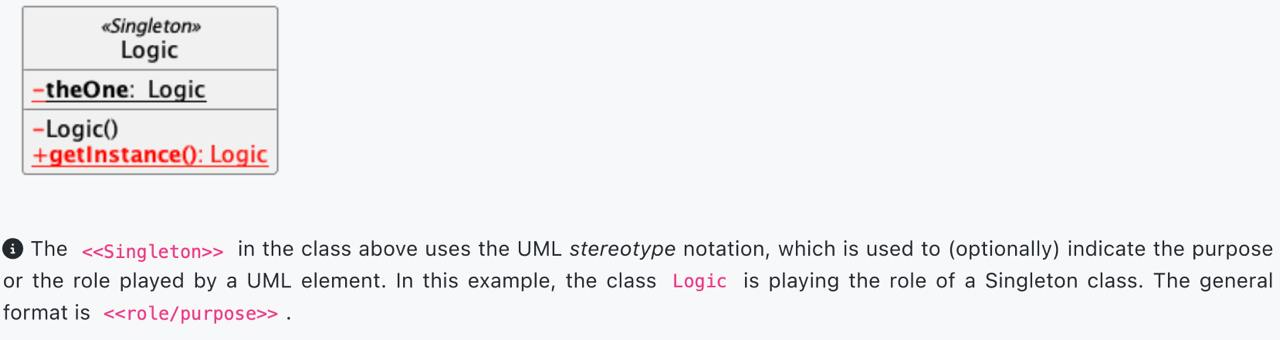 «Singleton»
Logic
-theOne: Logic
-Logic()
+getInstance(): Logic
The <<Singleton>> in the class above uses the UML stereotype notation, which is used to (optionally) indicate the purpose
or the role played by a UML element. In this example, the class Logic is playing the role of a Singleton class. The general
format is <<role/purpose>> .